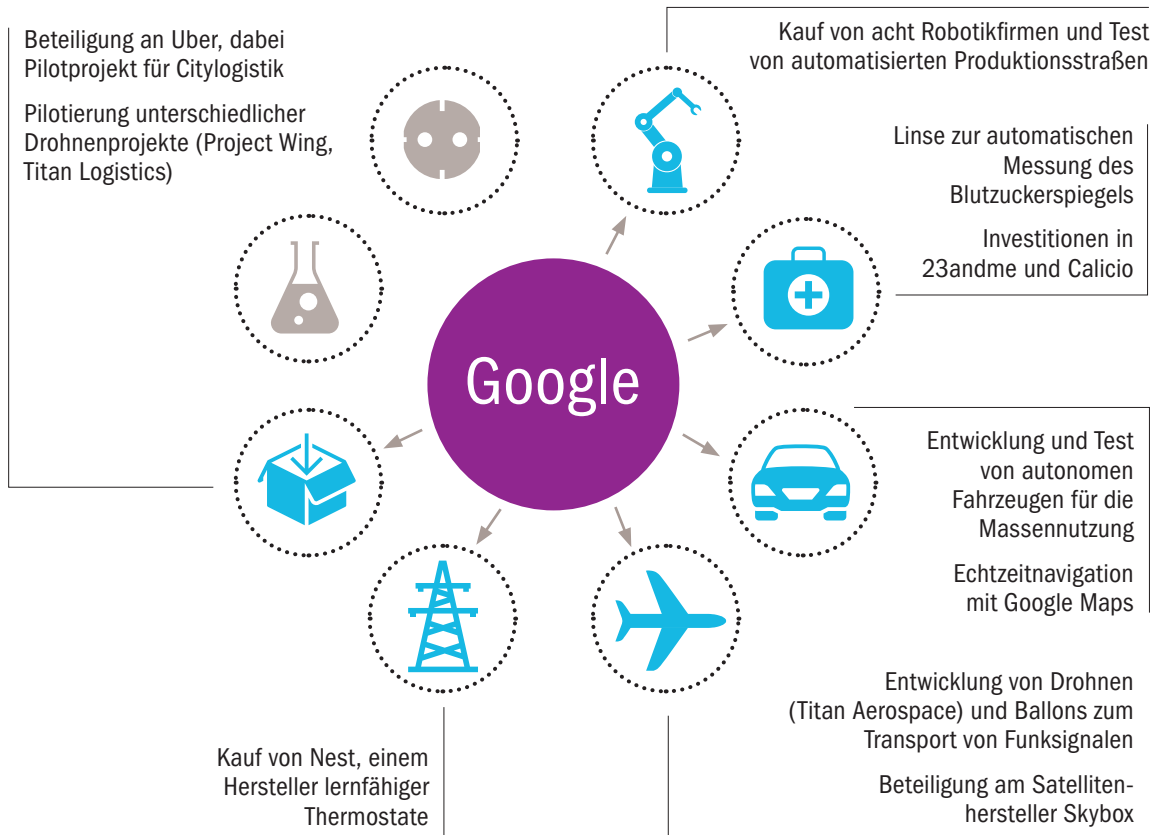 Beteiligung an Uber, dabei
Pilotprojekt für Citylogistik
Pilotierung unterschiedlicher
Drohnenprojekte (Project Wing,
Titan Logistics)
Kauf von acht Robotikfirmen und Test
von automatisierten Produktionsstraßen
Linse zur automatischen
Messung des
Blutzuckerspiegels
Investitionen in
23andme und Calicio
Google
Entwicklung und Test
von autonomen
Fahrzeugen für die
Massennutzung
Echtzeitnavigation
mit Google Maps
Entwicklung von Drohnen
(Titan Aerospace) und Ballons zum
Transport von Funksignalen
Beteiligung am Satelliten-
hersteller Skybox
Kauf von Nest, einem
Hersteller lernfähiger
Thermostate